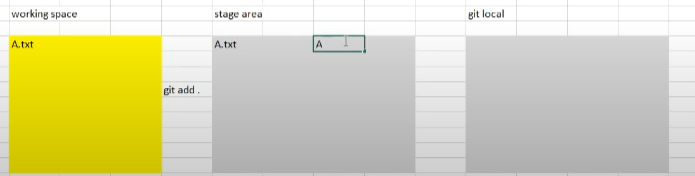 working space
stage area
git local
A.txt
A.txt
A
git add .